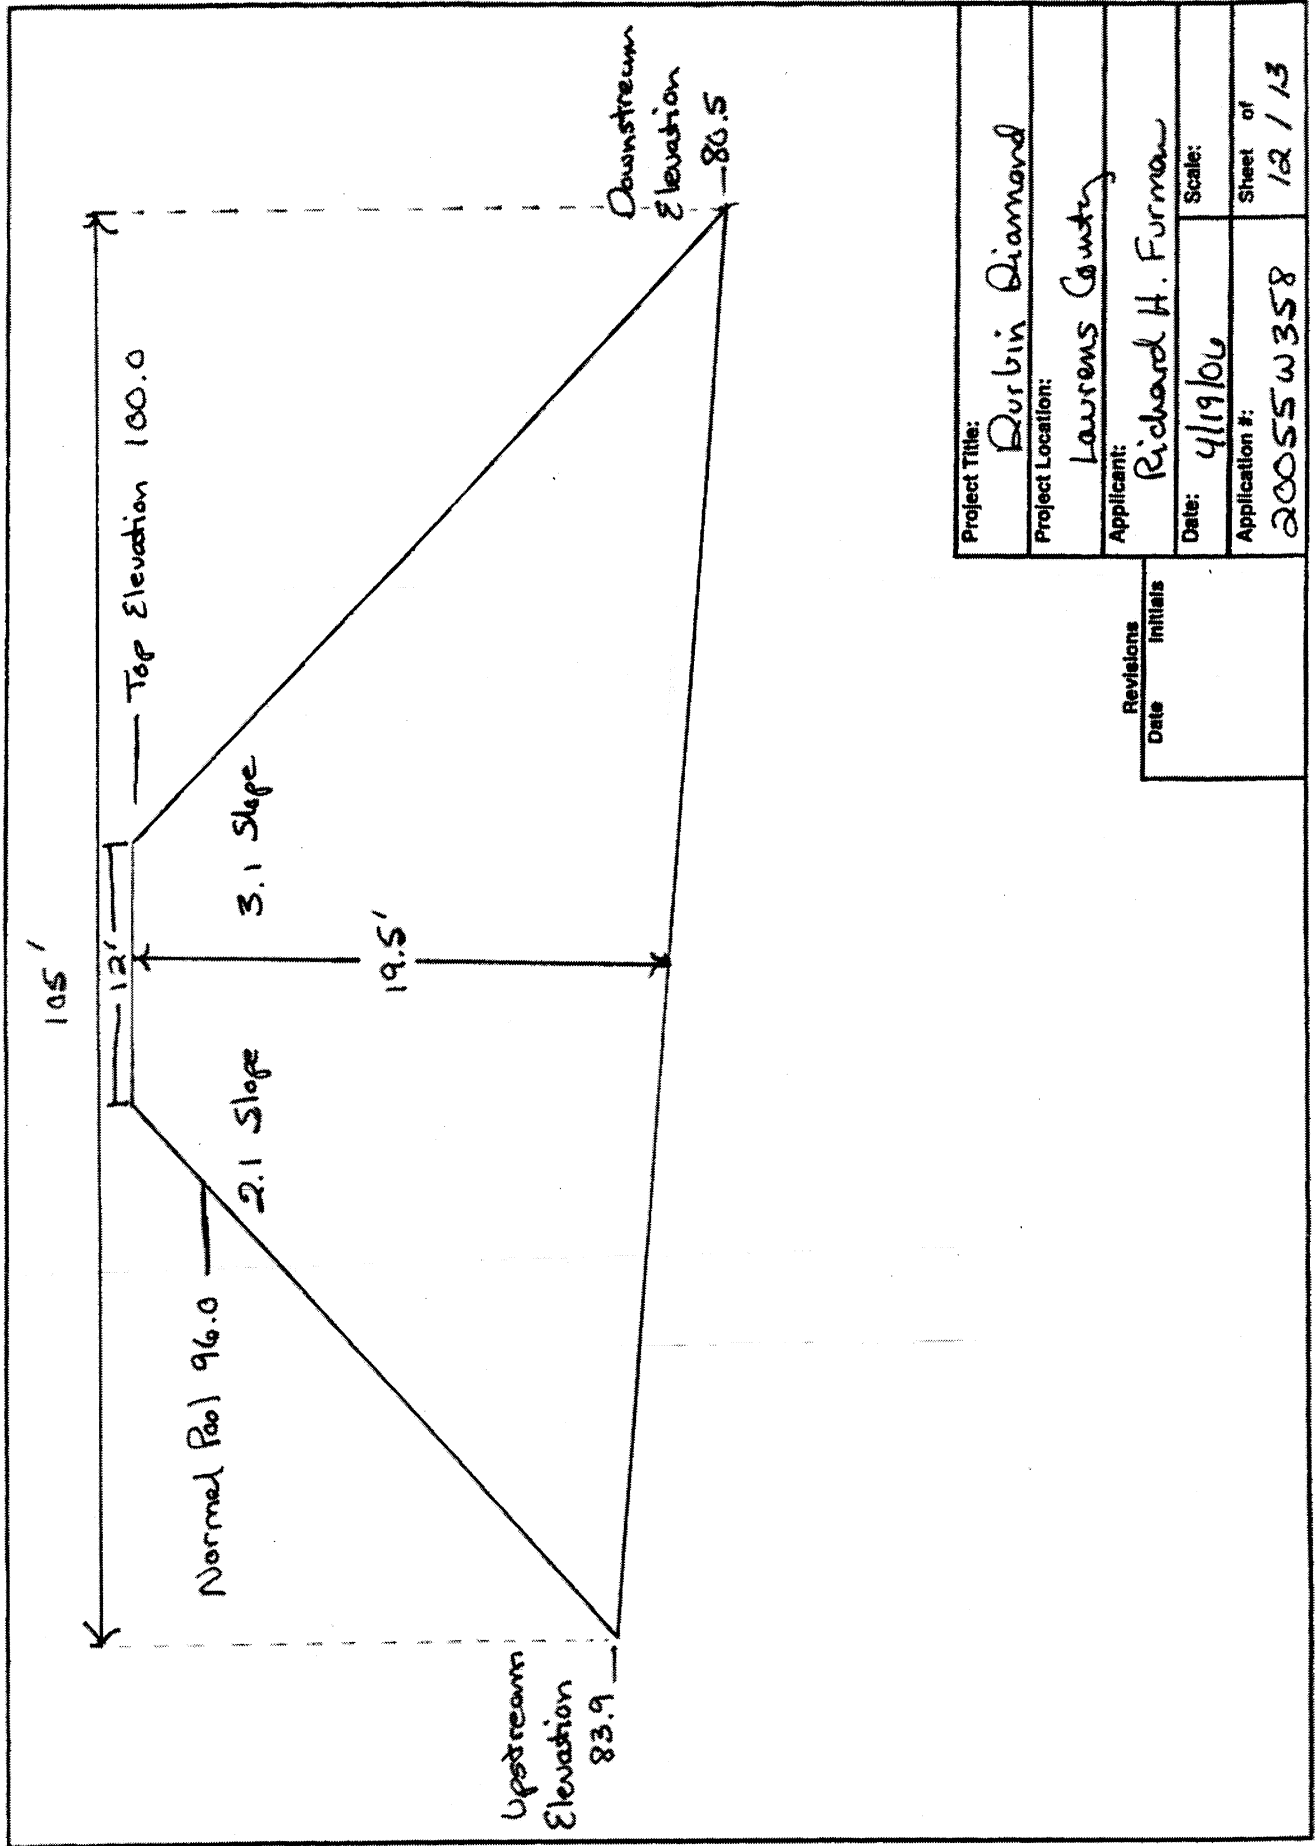 105'
12'
Top Elevation 100.0
Normal Pool 96.0
2.1 Slope
3.1 Slope
19.5'
Upstream
Elevation
83.9
Downstream
Elevation
80.5
Revisions
Date Initials
Project Title:
Durbin Diamond
Project Location:
Laurens County
Applicant:
Richard H. Furman
Date: 4/19/06
Scale:
Application #:
20055W358
Sheet of
12 / 13